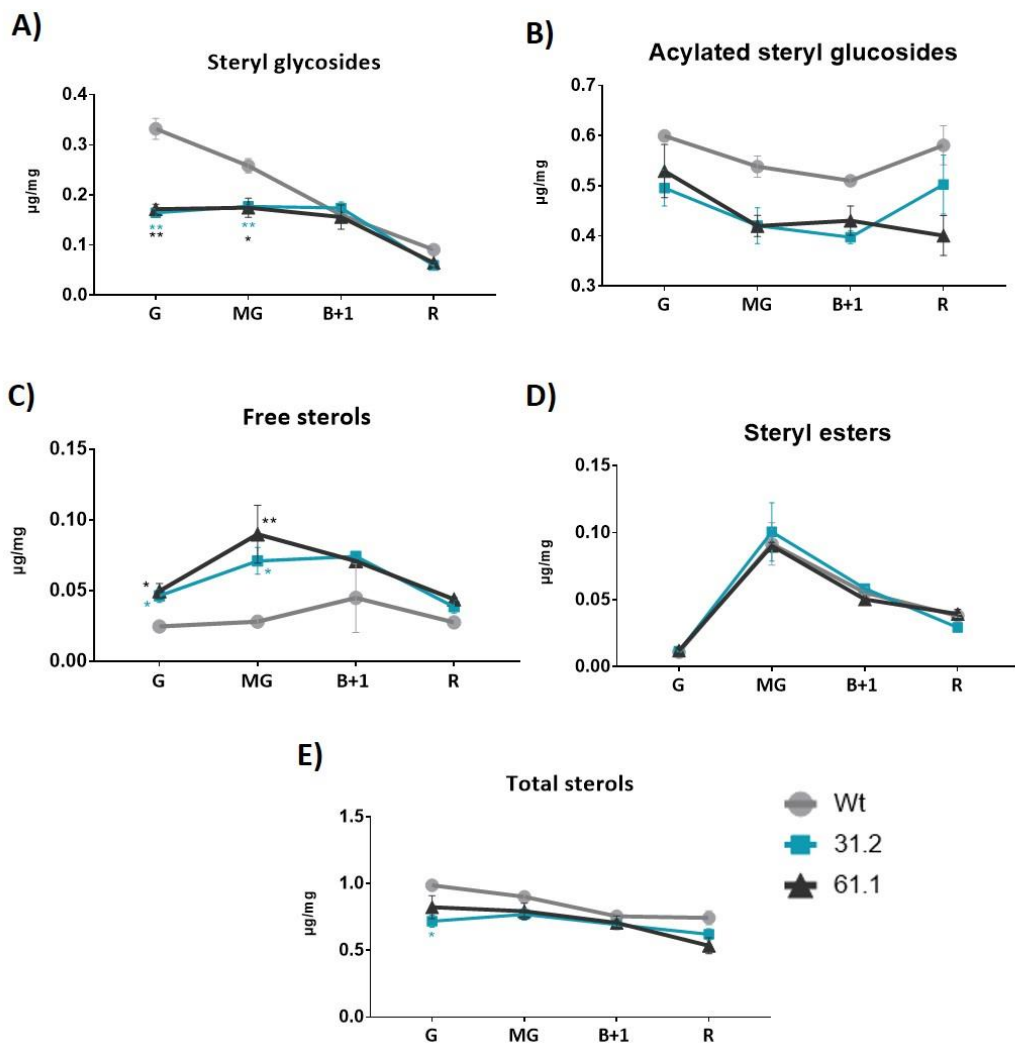 A)
Steryl glycosides
µg/mg
0.4
0.3
0.2
0.1
0.0
** **
** *
G MG B+1 R
B)
Acylated steryl glucosides
µg/mg
0.7
0.6
0.5
0.4
0.3
G MG B+1 R
C)
Free sterols
µg/mg
0.15
0.10
0.05
0.00
**
*
*
*
G MG B+1 R
D)
Steryl esters
µg/mg
0.15
0.10
0.05
0.00
G MG B+1 R
E)
Total sterols
µg/mg
1.5
1.0
0.5
0.0
*
G MG B+1 R
Wt
31.2
61.1